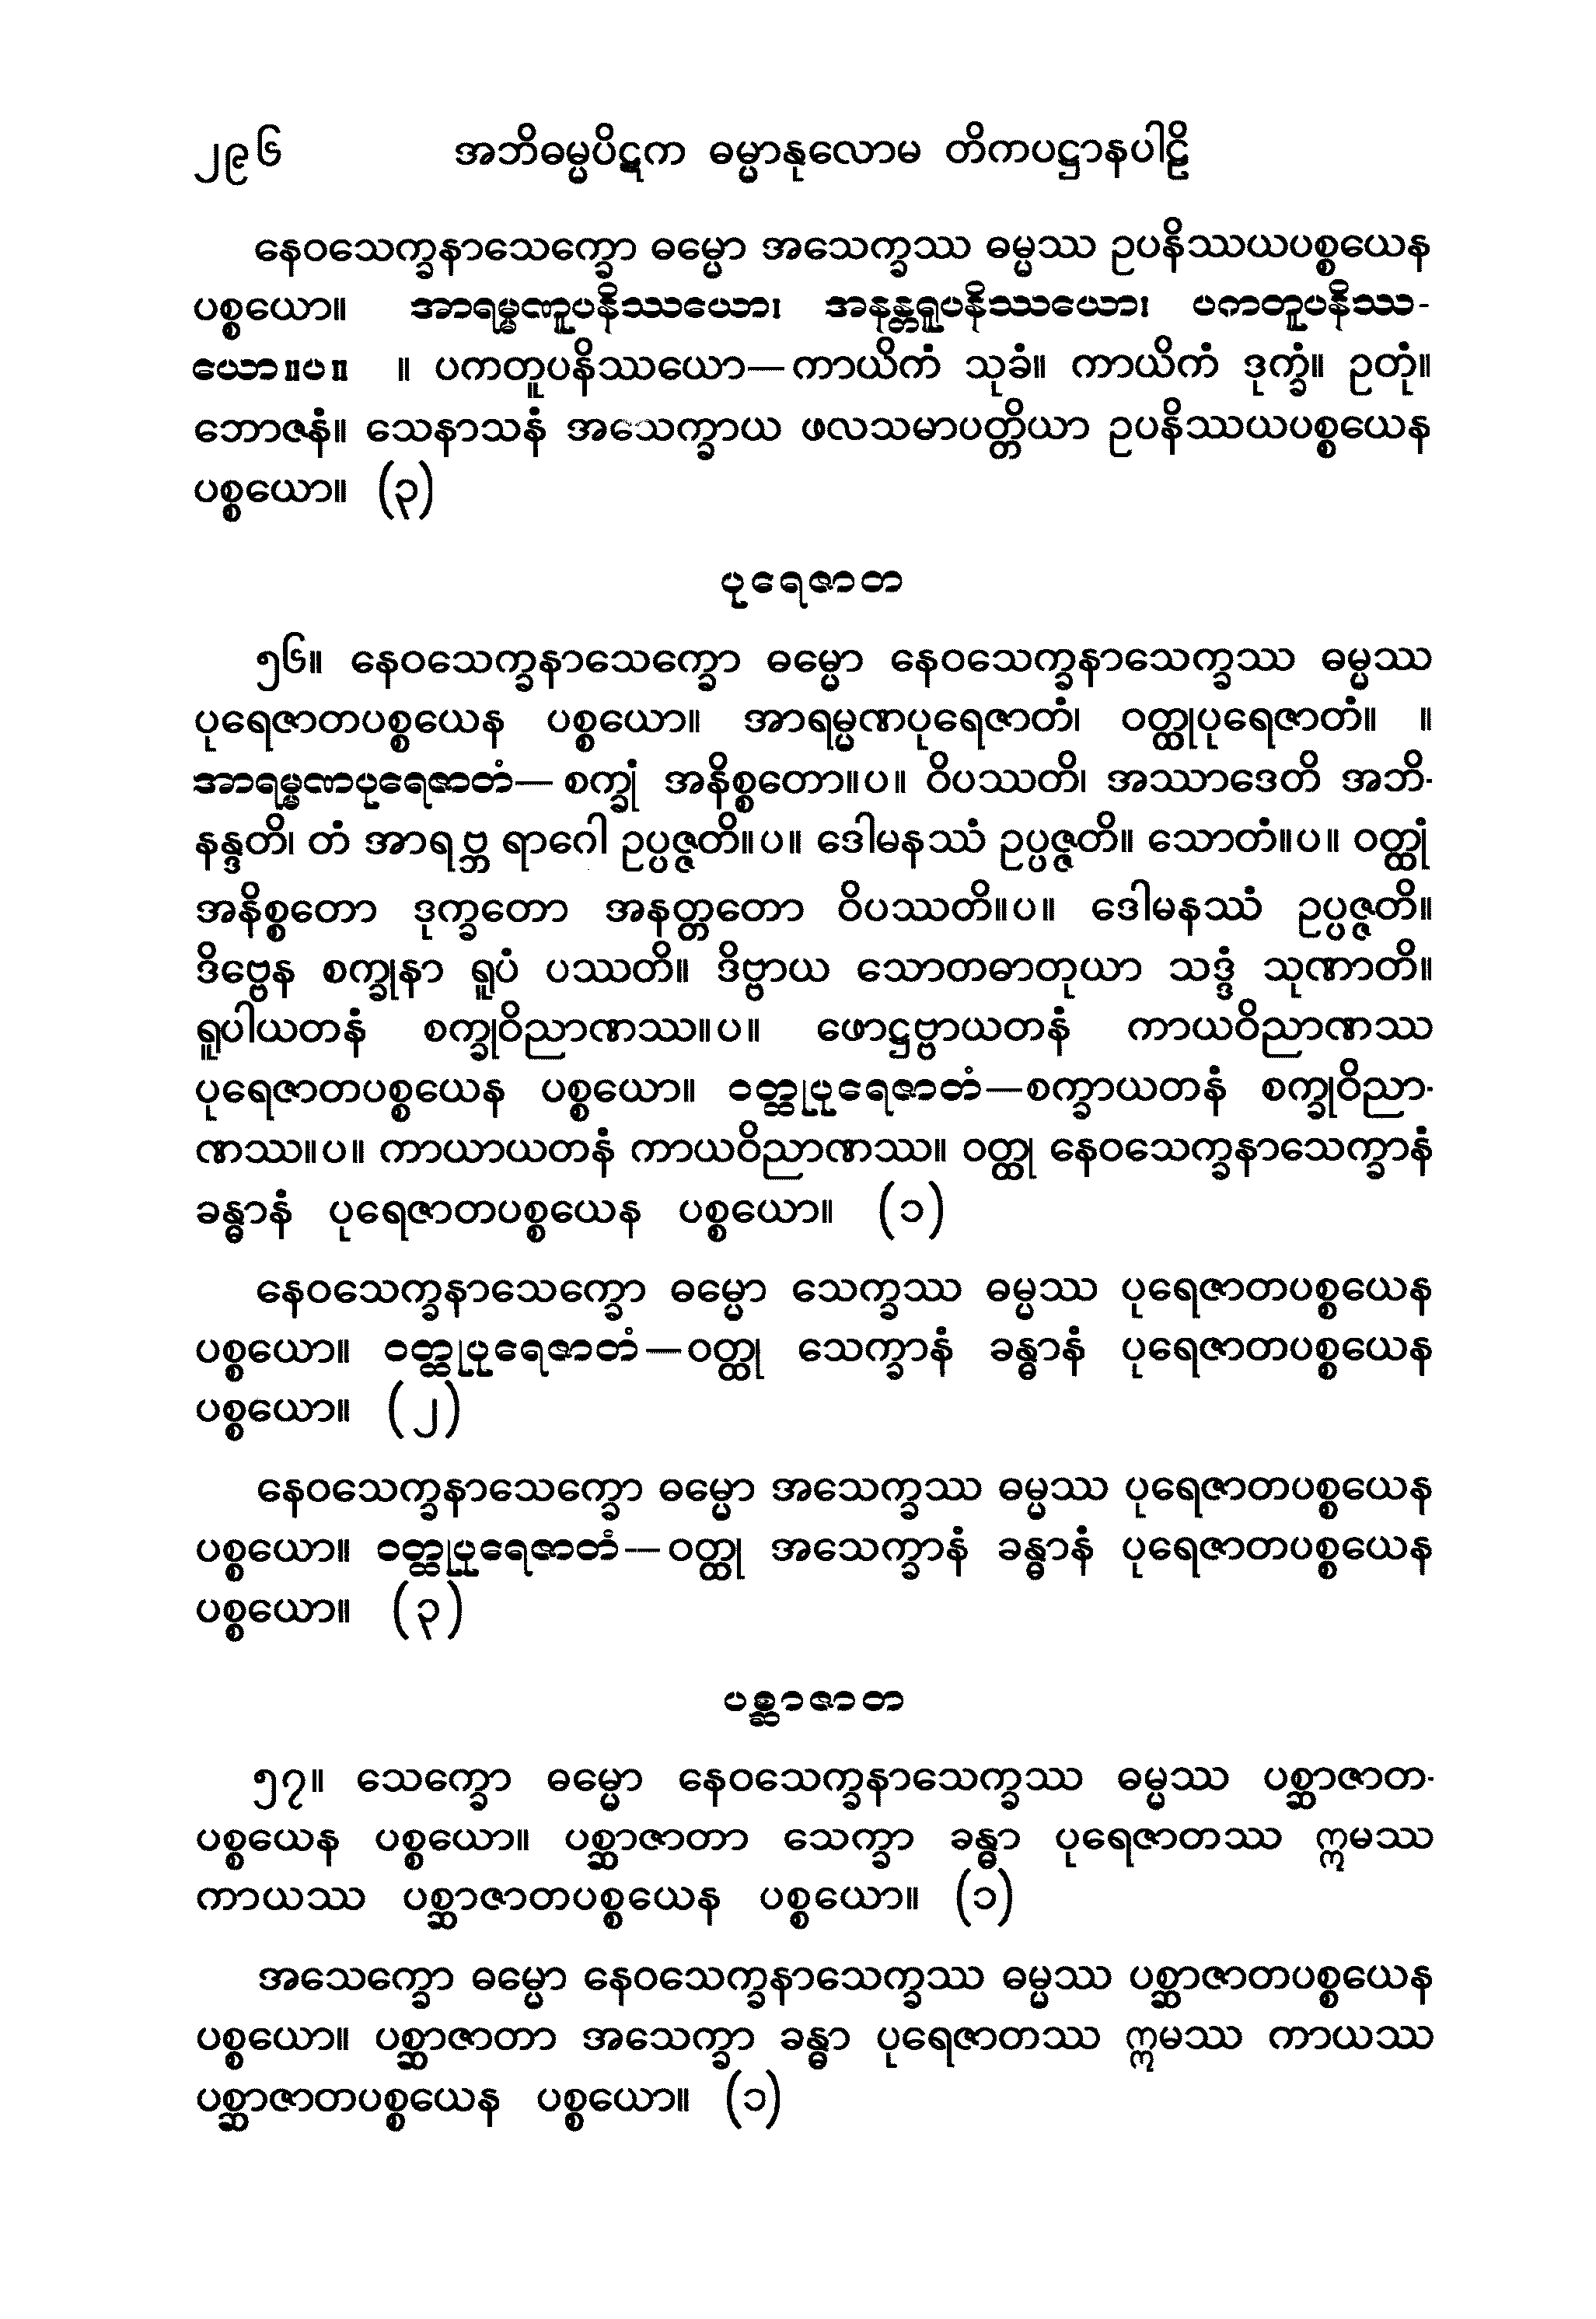 ၂၉၆ အဘိဓမ္မပိဋက ဓမ္မာနုလောမ တိကပဋ္ဌာနပါဠိ
နေဝသေက္ခနာသေက္ခော ဓမ္မော အသေက္ခဿ ဓမ္မဿ ဥပနိဿယပစ္စယေန
ပစ္စယော။ အာရမ္မဏူပနိဿယော၊ အနန္တရူပနိဿယော၊ ပကတူပနိဿ-
ယော။ပ။ ။ ပကတူပနိဿယော—ကာယိကံ သုခံ။ ကာယိကံ ဒုက္ခံ။ ဥတုံ။
ဘောဇနံ။ သေနာသနံ အသေက္ခာယ ဖလသမာပတ္တိယာ ဥပနိဿယပစ္စယေန
ပစ္စယော။ (၃)
ပုရေဇာတ
၅၆။ နေဝသေက္ခနာသေက္ခော ဓမ္မော နေဝသေက္ခနာသေက္ခဿ ဓမ္မဿ
ပုရေဇာတပစ္စယေန ပစ္စယော။ အာရမ္မဏပုရေဇာတံ၊ ဝတ္ထုပုရေဇာတံ။ ။
အာရမ္မဏပုရေဇာတံ—စက္ခုံ အနိစ္စတော။ပ။ ဝိပဿတိ၊ အဿာဒေတိ အဘိ-
နန္ဒတိ၊ တံ အာရဗ္ဘ ရာဂေါ ဥပ္ပဇ္ဇတိ။ပ။ ဒေါမနဿံ ဥပ္ပဇ္ဇတိ။ သောတံ။ပ။ ဝတ္ထုံ
အနိစ္စတော ဒုက္ခတော အနတ္တတော ဝိပဿတိ။ပ။ ဒေါမနဿံ ဥပ္ပဇ္ဇတိ။
ဒိဗ္ဗေန စက္ခုနာ ရူပံ ပဿတိ။ ဒိဗ္ဗာယ သောတဓာတုယာ သဒ္ဒံ သုဏာတိ။
ရူပါယတနံ စက္ခုဝိညာဏဿ။ပ။ ဖောဋ္ဌဗ္ဗာယတနံ ကာယဝိညာဏဿ
ပုရေဇာတပစ္စယေန ပစ္စယော။ ဝတ္ထုပုရေဇာတံ—စက္ခာယတနံ စက္ခုဝိညာ-
ဏဿ။ပ။ ကာယာယတနံ ကာယဝိညာဏဿ။ ဝတ္ထု နေဝသေက္ခနာသေက္ခာနံ
ခန္ဓာနံ ပုရေဇာတပစ္စယေန ပစ္စယော။ (၁)
နေဝသေက္ခနာသေက္ခော ဓမ္မော သေက္ခဿ ဓမ္မဿ ပုရေဇာတပစ္စယေန
ပစ္စယော။ ဝတ္ထုပုရေဇာတံ—ဝတ္ထု သေက္ခာနံ ခန္ဓာနံ ပုရေဇာတပစ္စယေန
ပစ္စယော။ (၂)
နေဝသေက္ခနာသေက္ခော ဓမ္မော အသေက္ခဿ ဓမ္မဿ ပုရေဇာတပစ္စယေန
ပစ္စယော။ ဝတ္ထုပုရေဇာတံ—ဝတ္ထု အသေက္ခာနံ ခန္ဓာနံ ပုရေဇာတပစ္စယေန
ပစ္စယော။ (၃)
ပစ္ဆာဇာတ
၅၇။ သေက္ခော ဓမ္မော နေဝသေက္ခနာသေက္ခဿ ဓမ္မဿ ပစ္ဆာဇာတ-
ပစ္စယေန ပစ္စယော။ ပစ္ဆာဇာတာ သေက္ခာ ခန္ဓာ ပုရေဇာတဿ ဣမဿ
ကာယဿ ပစ္ဆာဇာတပစ္စယေန ပစ္စယော။ (၁)
အသေက္ခော ဓမ္မော နေဝသေက္ခနာသေက္ခဿ ဓမ္မဿ ပစ္ဆာဇာတပစ္စယေန
ပစ္စယော။ ပစ္ဆာဇာတာ အသေက္ခာ ခန္ဓာ ပုရေဇာတဿ ဣမဿ ကာယဿ
ပစ္ဆာဇာတပစ္စယေန ပစ္စယော။ (၁)